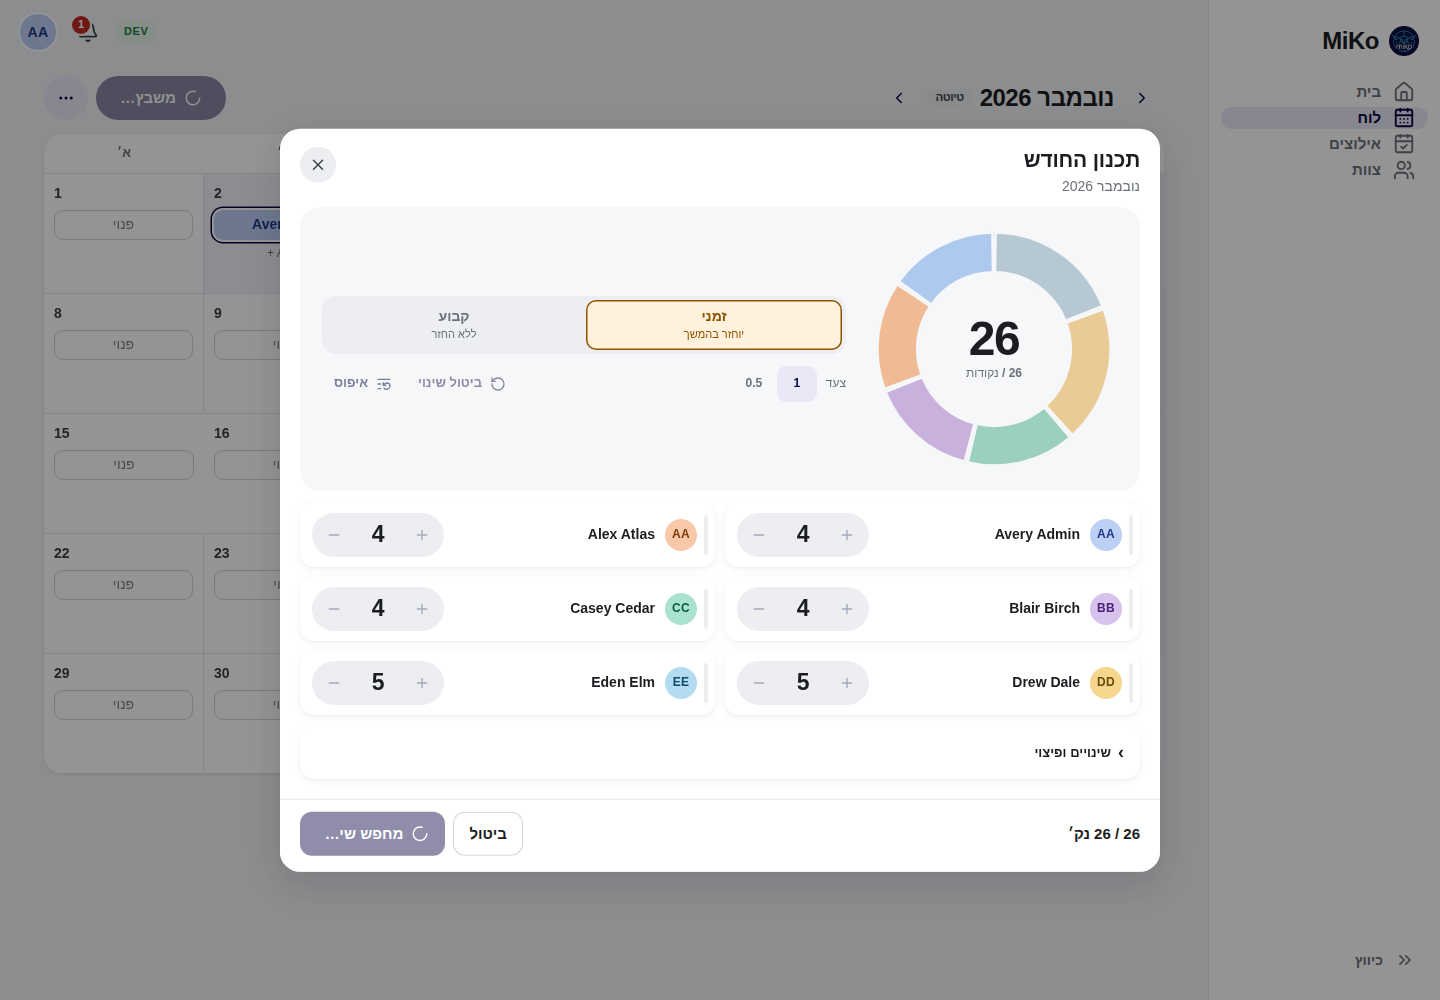 MiKo
בית
לוח
אילוצים
צוות
כיווץ
AA
1
DEV
נובמבר 2026
טיוטה
משבץ...
א׳
1
2
פנוי
8
9
פנוי
15
16
פנוי
22
23
פנוי
29
30
פנוי
תכנון החודש
נובמבר 2026
26
26 / נקודות
זמני
יוחזר בהמשך
קבוע
ללא החזר
צעד
1
0.5
ביטול שינוי
איפוס
AA
Avery Admin
+ 4 −
AA
Alex Atlas
+ 4 −
BB
Blair Birch
+ 4 −
CC
Casey Cedar
+ 4 −
DD
Drew Dale
+ 5 −
EE
Eden Elm
+ 5 −
שינויים ופיצוי
26 / 26 נק׳
ביטול
מחפש שי...